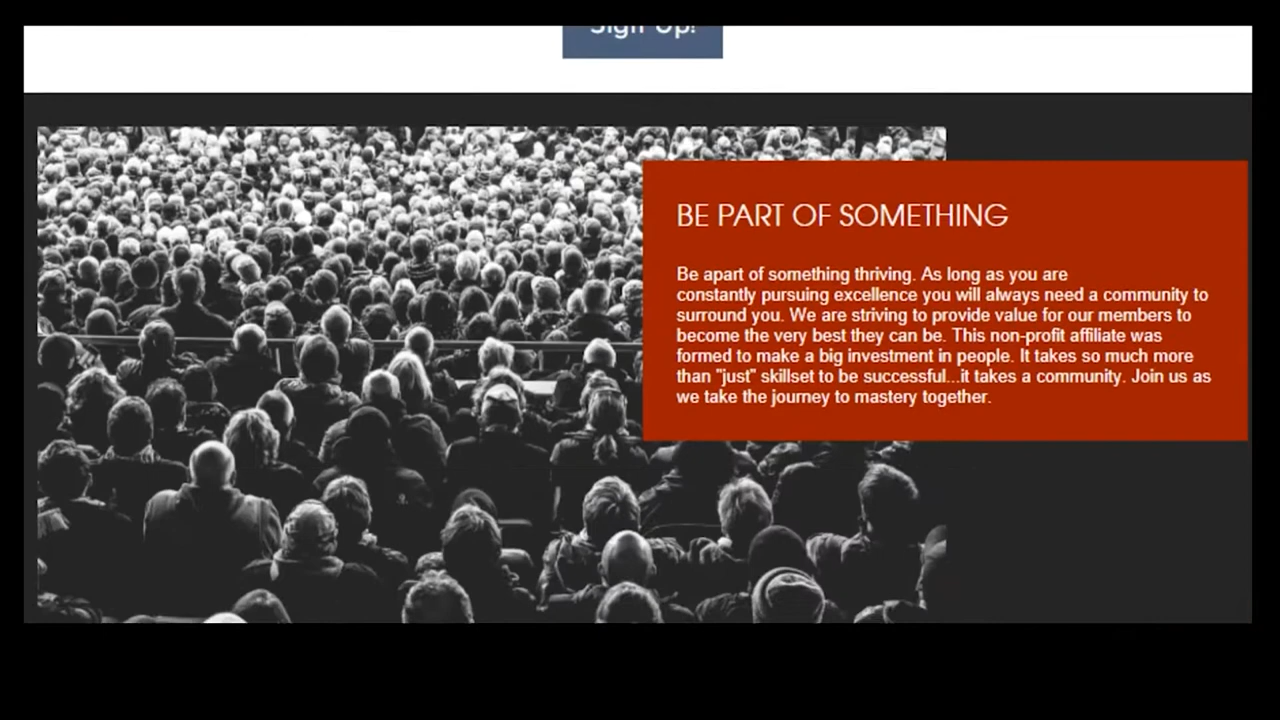 Sign Up!
BE PART OF SOMETHING
Be apart of something thriving. As long as you are
constantly pursuing excellence you will always need a community to
surround you. We are striving to provide value for our members to
become the very best they can be. This non-profit affiliate was
formed to make a big investment in people. It takes so much more
than "just" skillset to be successful...it takes a community. Join us as
we take the journey to mastery together.